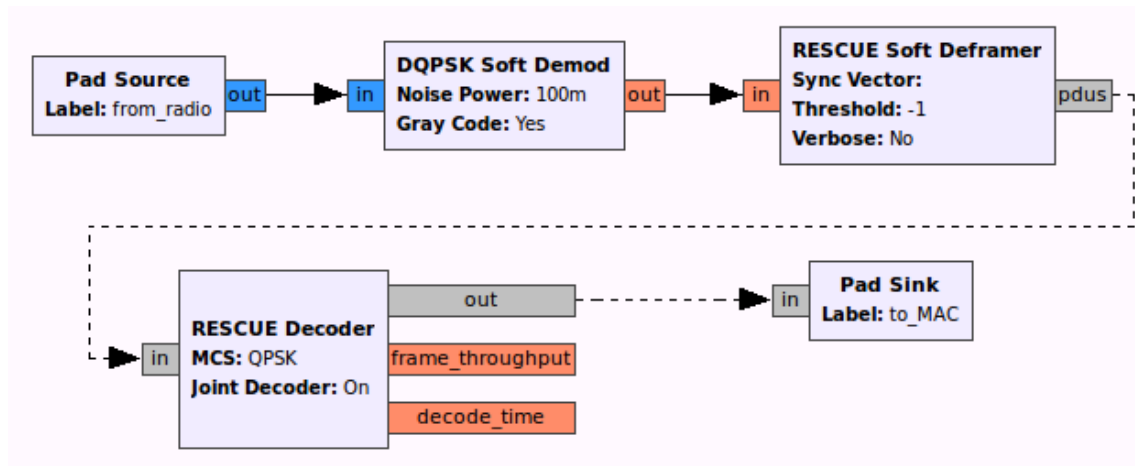 Pad Source
Label: from_radio
out
in
DQPSK Soft Demod
Noise Power: 100m
Gray Code: Yes
out
in
RESCUE Soft Deframer
Sync Vector:
Threshold: -1
Verbose: No
pdus
in
RESCUE Decoder
MCS: QPSK
Joint Decoder: On
out
frame_throughput
decode_time
in
Pad Sink
Label: to_MAC